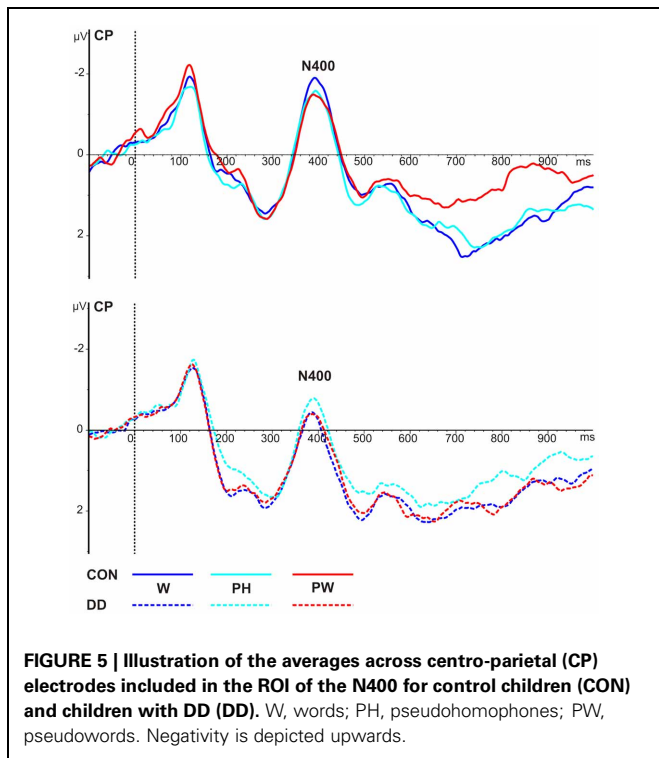 µV CP
-2
N400
0
0 100 200 300 400 500 600 700 800 900
ms
2
µV CP
-2
N400
0
0 100 200 300 400 500 600 700 800 900
ms
2
CON
W PH PW
DD
FIGURE 5 | Illustration of the averages across centro-parietal (CP)
electrodes included in the ROI of the N400 for control children (CON)
and children with DD (DD). W, words; PH, pseudohomophones; PW,
pseudowords. Negativity is depicted upwards.